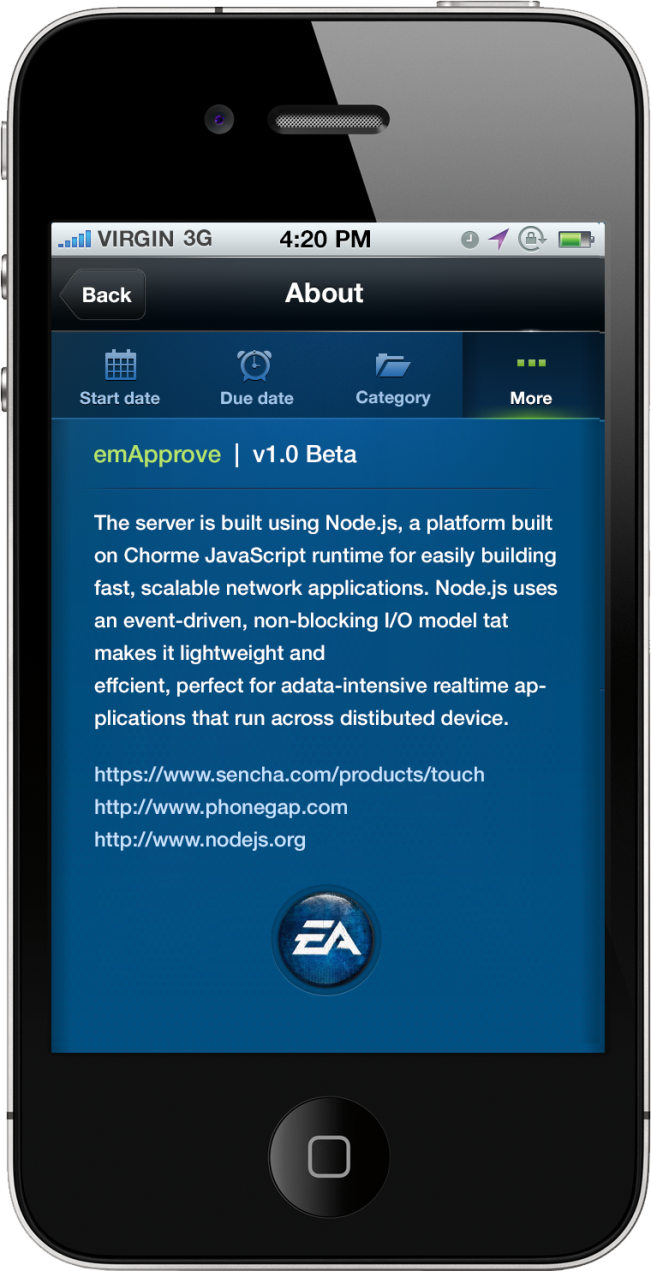 VIRGIN 3G 4:20 PM
Back About
Start date Due date Category More
emApprove | v1.0 Beta
The server is built using Node.js, a platform built
on Chorme JavaScript runtime for easily building
fast, scalable network applications. Node.js uses
an event-driven, non-blocking I/O model tat
makes it lightweight and
effcient, perfect for adata-intensive realtime ap-
plications that run across distibuted device.
https://www.sencha.com/products/touch
http://www.phonegap.com
http://www.nodejs.org
EA